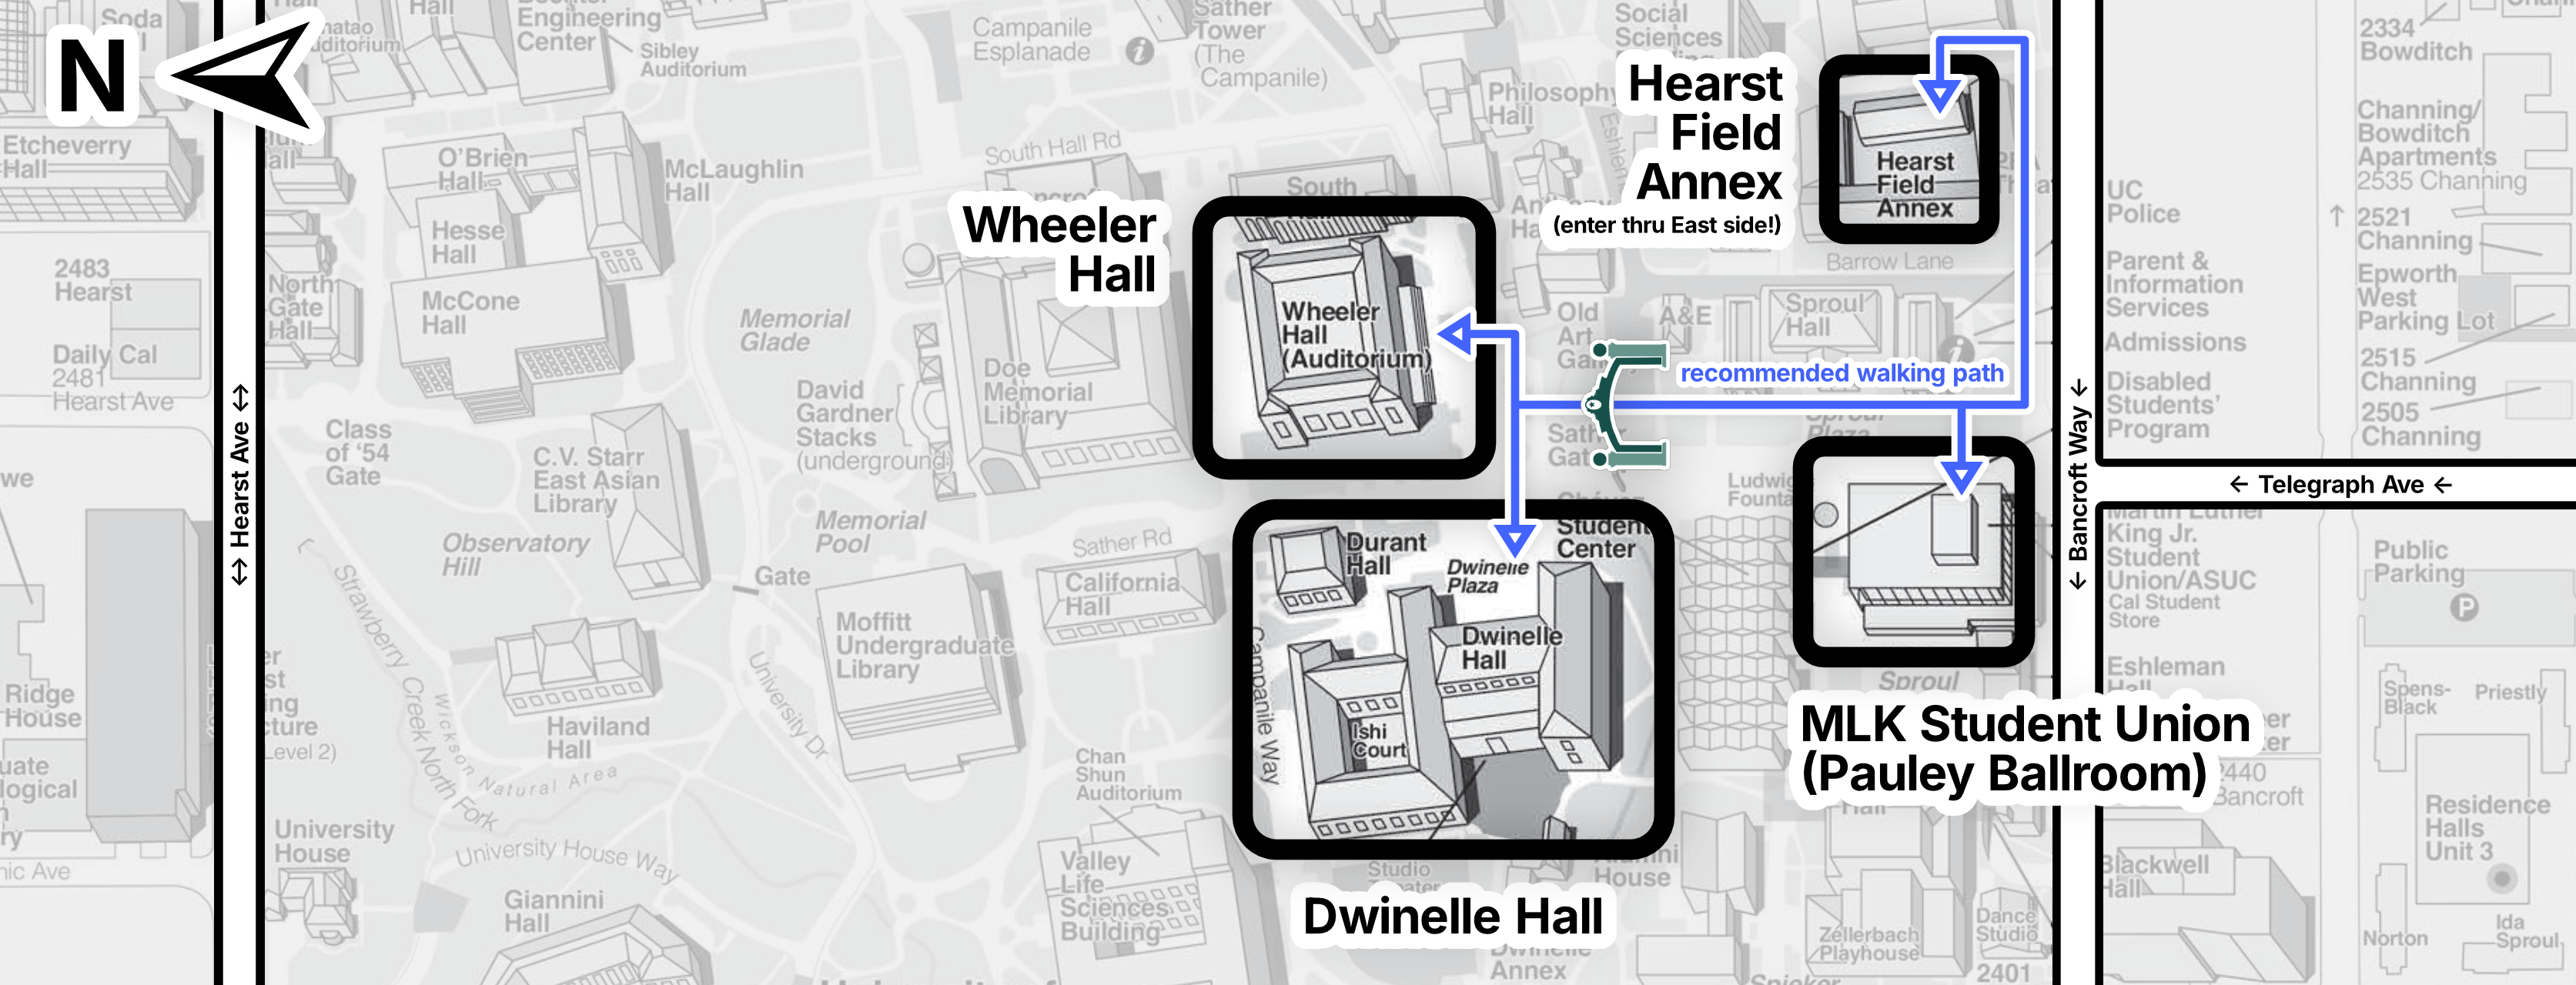 N
Soda
Hall
Engineering
Center
Sibley
Auditorium
Campanile
Esplanade
Sather
Tower
(The
Campanile)
Social
Sciences
2334
Bowditch
Etcheverry
Hall
O'Brien
Hall
McLaughlin
Hall
South Hall Rd
Philosophy
Hall
Hearst
Field
Annex
(enter thru East side!)
Hearst
Field
Annex
Channing/
Bowditch
Apartments
2535 Channing
UC
Police
2521
Channing
Hesse
Hall
Wheeler
Hall
South
Barrow Lane
2483
Hearst
North
Gate
Hall
McCone
Hall
Memorial
Glade
Wheeler
Hall
(Auditorium)
Old
Art
A&E
Sproul
Hall
Parent &
Information
Services
Epworth
West
Parking Lot
Daily Cal
2481
Hearst Ave
Doe
Memorial
Library
David
Gardner
Stacks
(underground)
recommended walking path
Admissions
2515
Channing
Disabled
Students'
Program
2505
Channing
↔ Hearst Ave ↔
Class
of '54
Gate
C.V. Starr
East Asian
Library
Ludwig
← Bancroft Way ←
← Telegraph Ave ←
Observatory
Hill
Memorial
Pool
Sather Rd
Durant
Hall
Dwinelle
Plaza
Student
Center
Martin Luther
King Jr.
Student
Union/ASUC
Cal Student
Store
Public
Parking
P
Gate
California
Hall
Strawberry Creek North Fork
Moffitt
Undergraduate
Library
Campanile Way
Dwinelle
Hall
Ishi
Court
Eshleman
Hall
Sproul
Ridge
House
Haviland
Hall
Wickson Natural Area
University Dr
MLK Student Union
(Pauley Ballroom)
Spens-
Black
Priestly
Level 2)
Chan
Shun
Auditorium
2440
Bancroft
University
House
University House Way
Valley
Life
Sciences
Building
Studio
House
Blackwell
Hall
Residence
Halls
Unit 3
Giannini
Hall
Dwinelle Hall
Dwinelle
Annex
Zellerbach
Playhouse
Dance
Studio
2401
Norton
Ida
Sproul